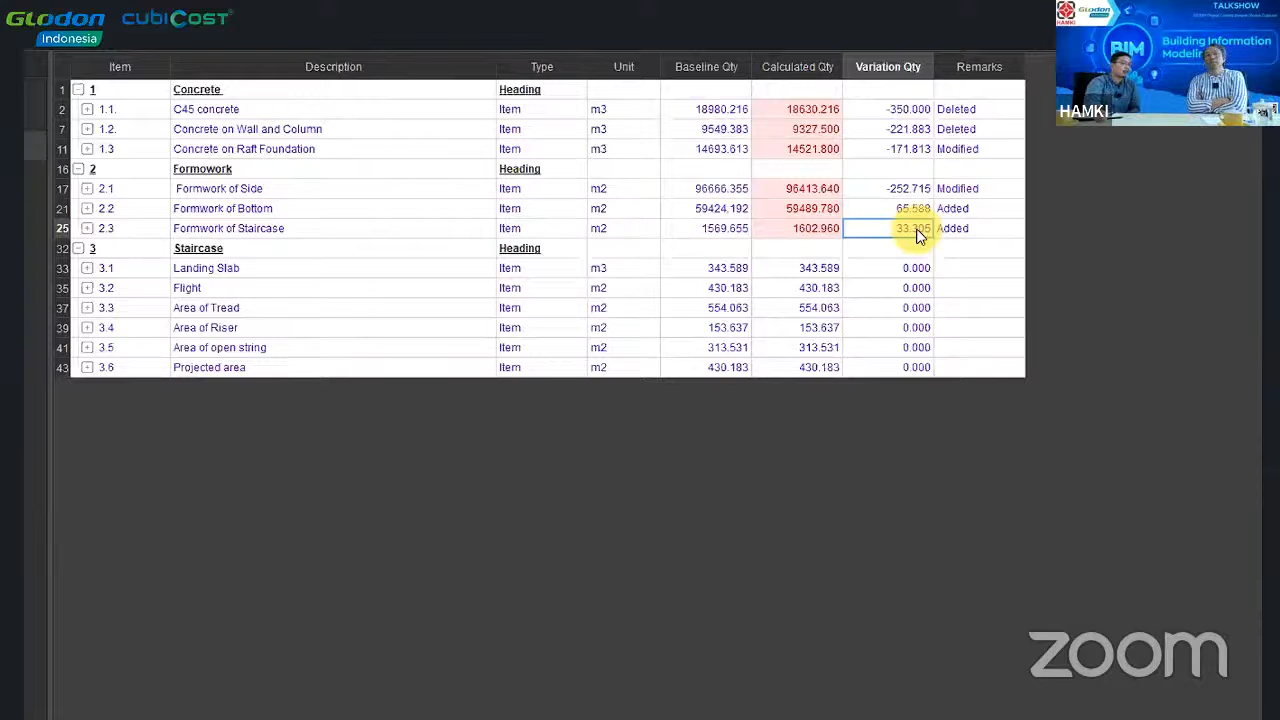 GLODON CUBICOST®
Indonesia
Item Description Type Unit Baseline Qty Calculated Qty Variation Qty Remarks
1 1 Concrete Heading
2 1.1. C45 concrete Item m3 18980.216 18630.216 -350.000 Deleted
7 1.2. Concrete on Wall and Column Item m3 9549.383 9327.500 -221.883 Deleted
11 1.3 Concrete on Raft Foundation Item m3 14693.613 14521.800 -171.813 Modified
16 2 Formowork Heading
17 2.1 Formwork of Side Item m2 96666.355 96413.640 -252.715 Modified
21 2.2 Formwork of Bottom Item m2 59424.192 59489.780 65.588 Added
25 2.3 Formwork of Staircase Item m2 1569.655 1602.960 33.305 Added
32 3 Staircase Heading
33 3.1 Landing Slab Item m3 343.589 343.589 0.000
35 3.2 Flight Item m2 430.183 430.183 0.000
37 3.3 Area of Tread Item m2 554.063 554.063 0.000
39 3.4 Area of Riser Item m2 153.637 153.637 0.000
41 3.5 Area of open string Item m2 313.531 313.531 0.000
43 3.6 Projected area Item m2 430.183 430.183 0.000
TALKSHOW
HAMKI Glodon
BIM Building Information
Modeling
HAMKI
zoom